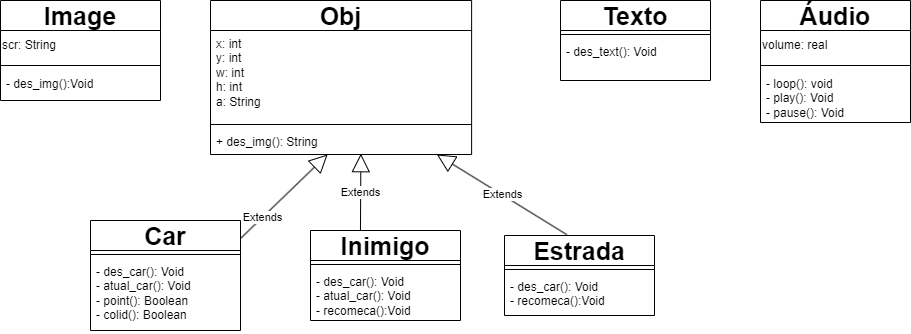 Image
scr: String
- des_img():Void
Obj
x: int
y: int
w: int
h: int
a: String
+ des_img(): String
Texto
- des_text(): Void
Áudio
volume: real
- loop(): void
- play(): Void
- pause(): Void
Extends
Extends
Extends
Car
- des_car(): Void
- atual_car(): Void
- point(): Boolean
- colid(): Boolean
Inimigo
- des_car(): Void
- atual_car(): Void
- recomeca():Void
Estrada
- des_car(): Void
- recomeca():Void